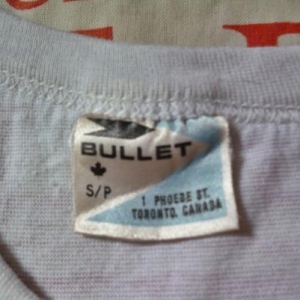 BULLET
S/P
1 PHOEBE ST.
TORONTO, CANADA